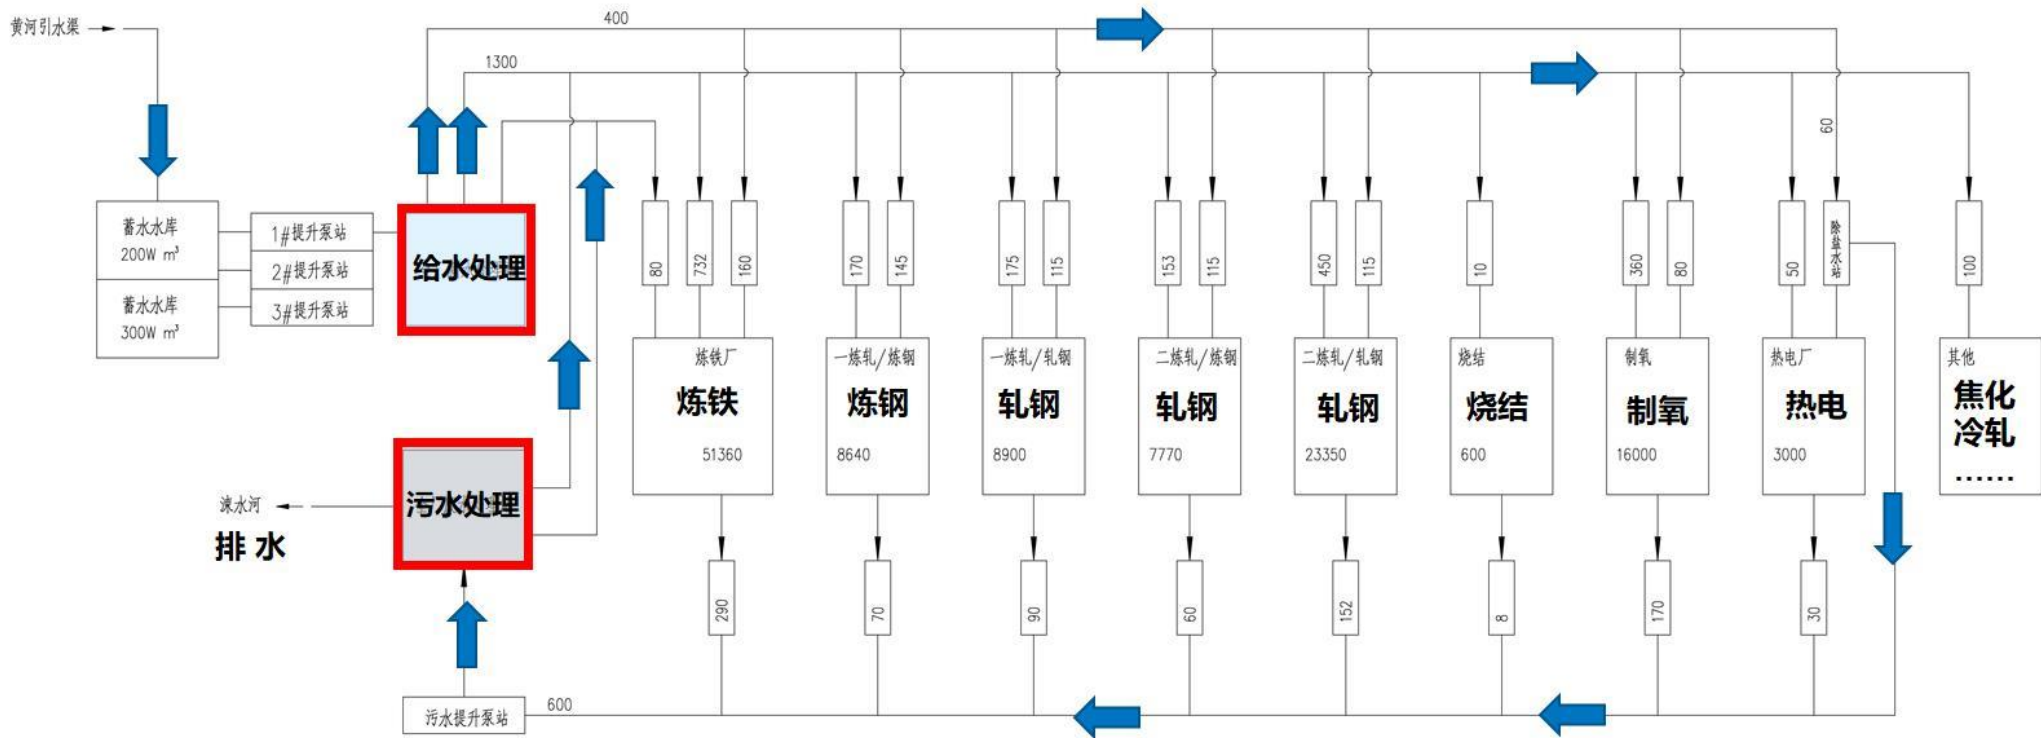 黄河引水渠
400
1300
60
蓄水水库
200W m³
蓄水水库
300W m³
1#提升泵站
2#提升泵站
3#提升泵站
给水处理
80
732
160
170
145
175
115
153
115
450
115
10
360
80
50
除盐水站
100
炼铁厂
炼铁
51360
一炼轧/炼钢
炼钢
8640
一炼轧/轧钢
轧钢
8900
二炼轧/炼钢
轧钢
7770
二炼轧/轧钢
轧钢
23350
烧结
烧结
600
制氧
制氧
16000
热电厂
热电
3000
其他
焦化
冷轧
……
涑水河
排 水
污水处理
290
70
90
60
152
8
170
30
污水提升泵站
600